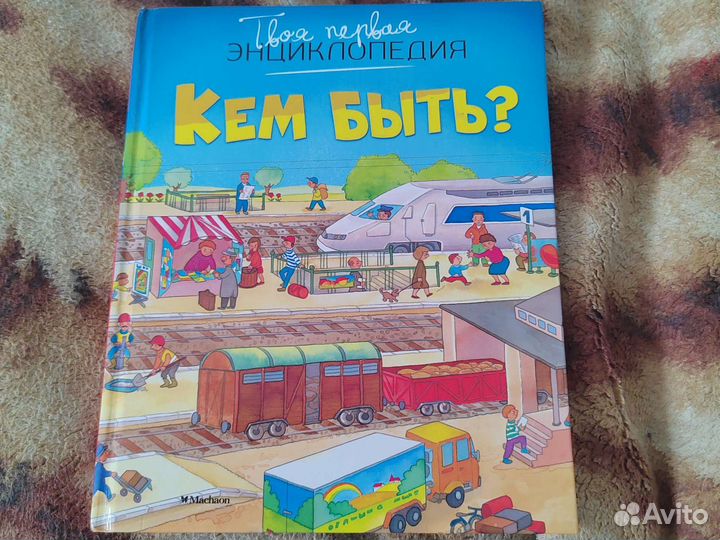 Твоя первая
ЭНЦИКЛОПЕДИЯ
КЕМ БЫТЬ?
1
Machaon
Avito